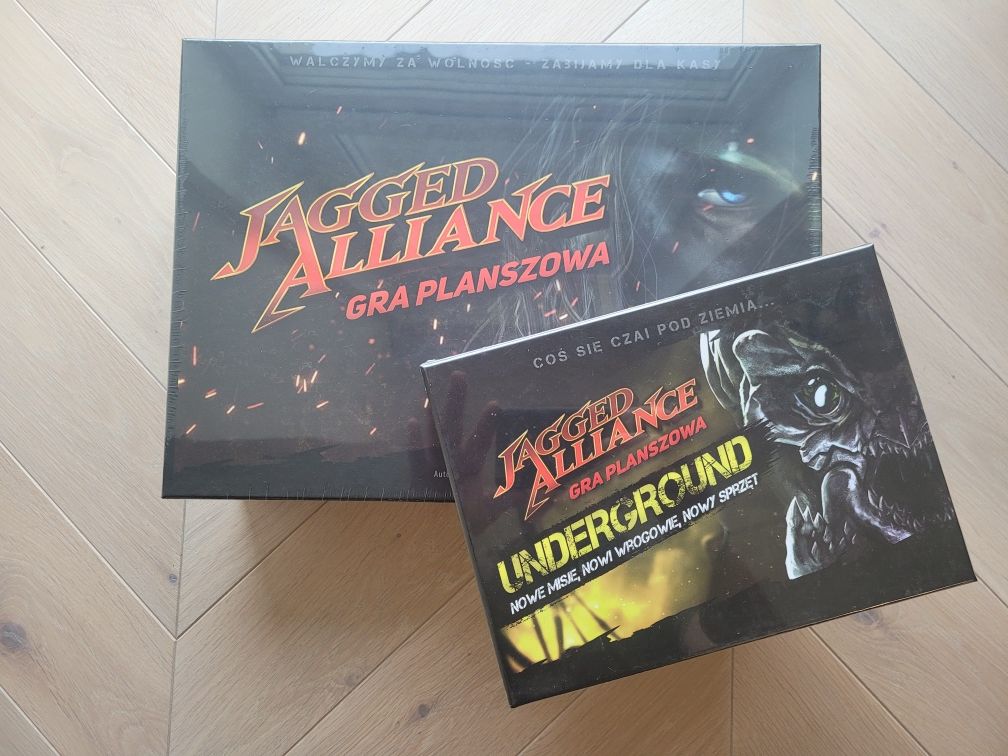 WALCZYMY ZA WOLNOŚĆ - ZABIJAMY DLA KASY
JAGGED
ALLIANCE
GRA PLANSZOWA
COŚ SIĘ CZAI POD ZIEMIĄ...
JAGGED
ALLIANCE
GRA PLANSZOWA
UNDERGROUND
NOWE MISJE, NOWI WROGOWIE, NOWY SPRZĘT